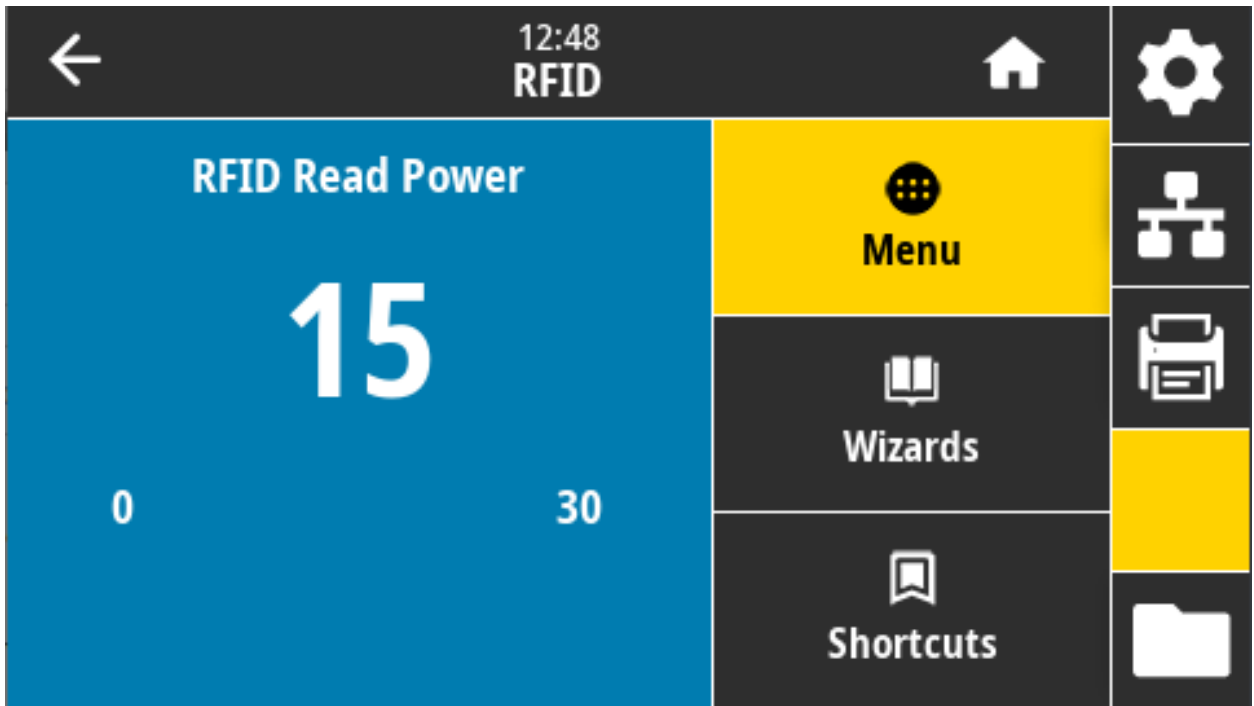 12:48
RFID
RFID Read Power
15
0 30
Menu
Wizards
Shortcuts